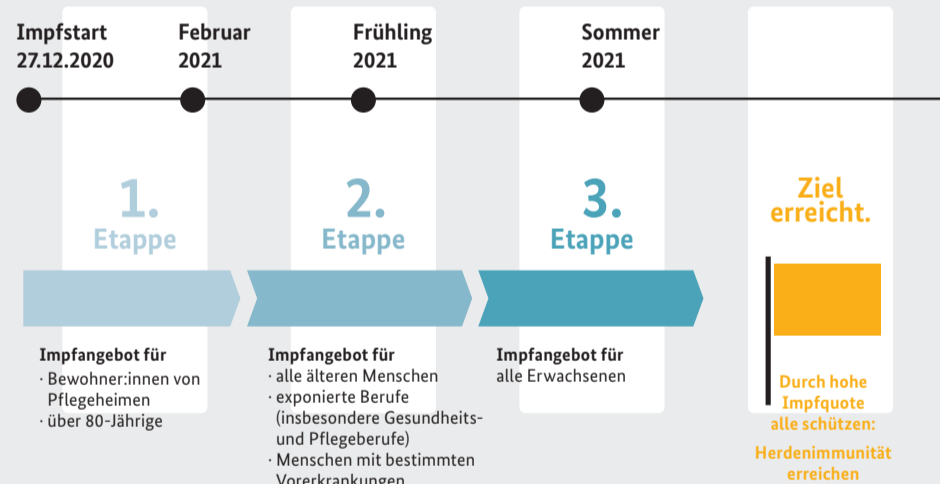 Impfstart
27.12.2020
Februar
2021
Frühling
2021
Sommer
2021
1.
Etappe
2.
Etappe
3.
Etappe
Ziel
erreicht.
Impfangebot für
· Bewohner:innen von
Pflegeheimen
· über 80-Jährige
Impfangebot für
· alle älteren Menschen
· exponierte Berufe
(insbesondere Gesundheits-
und Pflegeberufe)
· Menschen mit bestimmten
Vorerkrankungen
Impfangebot für
alle Erwachsenen
Durch hohe
Impfquote
alle schützen:
Herdenimmunität
erreichen